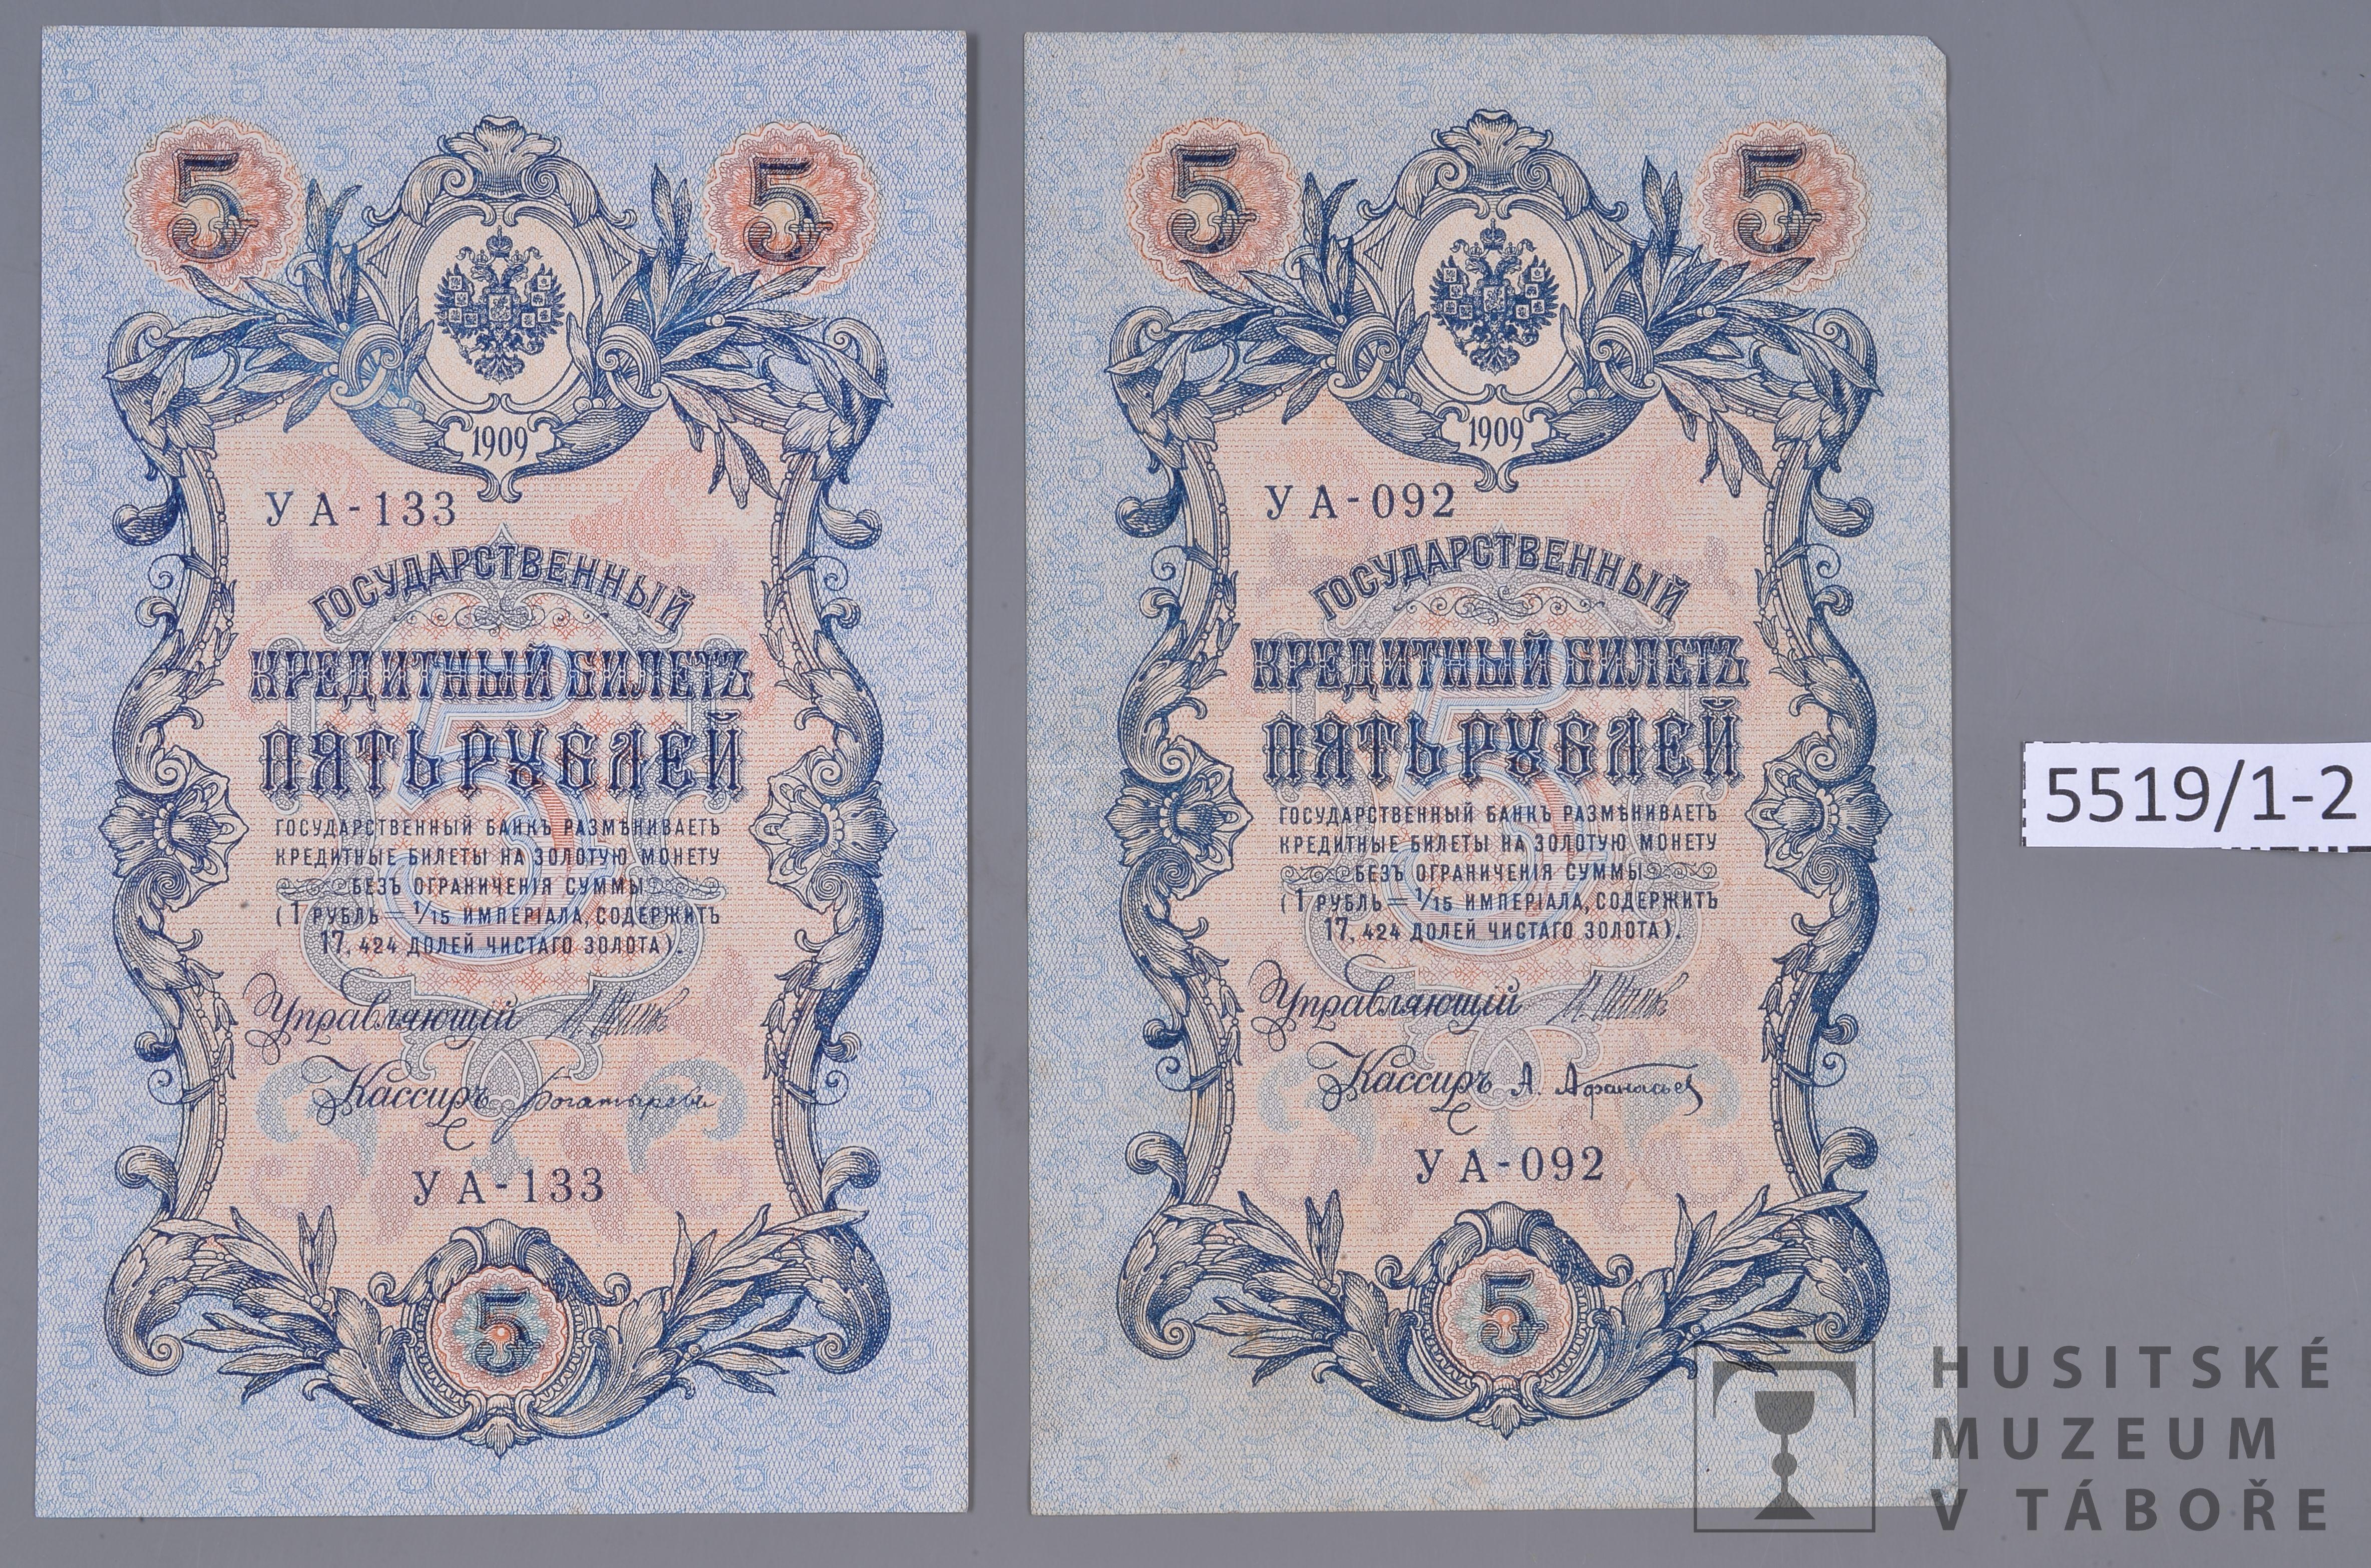 5 5
1909
УА-133
ГОСУДАРСТВЕННЫЙ
КРЕДИТНЫЙ БИЛЕТЪ
ПЯТЬ РУБЛЕЙ
ГОСУДАРСТВЕННЫЙ БАНКЪ РАЗМѢНИВАЕТЪ
КРЕДИТНЫЕ БИЛЕТЫ НА ЗОЛОТУЮ МОНЕТУ
БЕЗЪ ОГРАНИЧЕНІЯ СУММЫ
(1 РУБЛЬ = 1/15 ИМПЕРІАЛА, СОДЕРЖИТЪ
17,424 ДОЛЕЙ ЧИСТАГО ЗОЛОТА).
Управляющій
Кассиръ Богатыревъ
УА-133
5
5 5
1909
УА-092
ГОСУДАРСТВЕННЫЙ
КРЕДИТНЫЙ БИЛЕТЪ
ПЯТЬ РУБЛЕЙ
ГОСУДАРСТВЕННЫЙ БАНКЪ РАЗМѢНИВАЕТЪ
КРЕДИТНЫЕ БИЛЕТЫ НА ЗОЛОТУЮ МОНЕТУ
БЕЗЪ ОГРАНИЧЕНІЯ СУММЫ
(1 РУБЛЬ = 1/15 ИМПЕРІАЛА, СОДЕРЖИТЪ
17,424 ДОЛЕЙ ЧИСТАГО ЗОЛОТА).
Управляющій
Кассиръ А. Афанасьев
УА-092
5
5519/1-2
HUSITSKÉ
MUZEUM
V TÁBOŘE